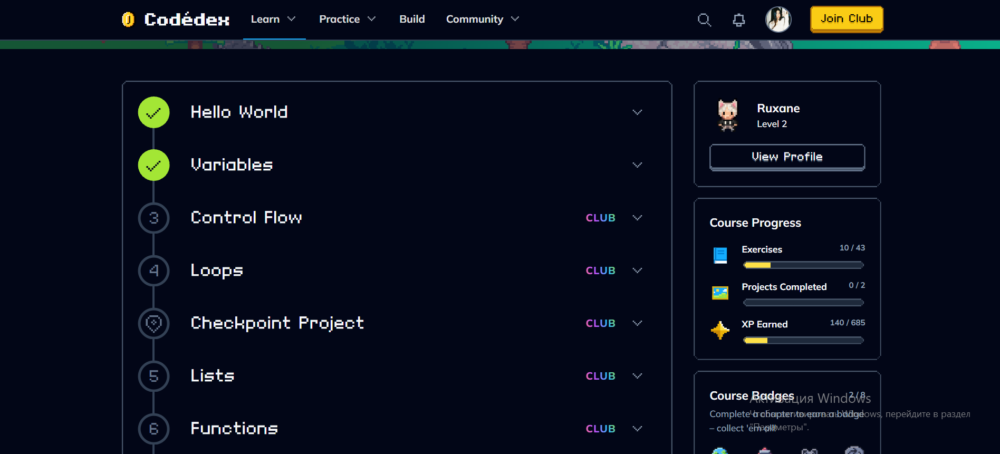 Codédex
Learn
Practice
Build
Community
Join Club
Hello World
Variables
3
Control Flow
CLUB
4
Loops
CLUB
Checkpoint Project
CLUB
5
Lists
CLUB
6
Functions
CLUB
Ruxane
Level 2
View Profile
Course Progress
Exercises
10 / 43
Projects Completed
0 / 2
XP Earned
140 / 685
Course Badges
2 / 8
Complete a chapter to earn a badge
– collect 'em all!
Активация Windows
Чтобы активировать Windows, перейдите в раздел
"Параметры".